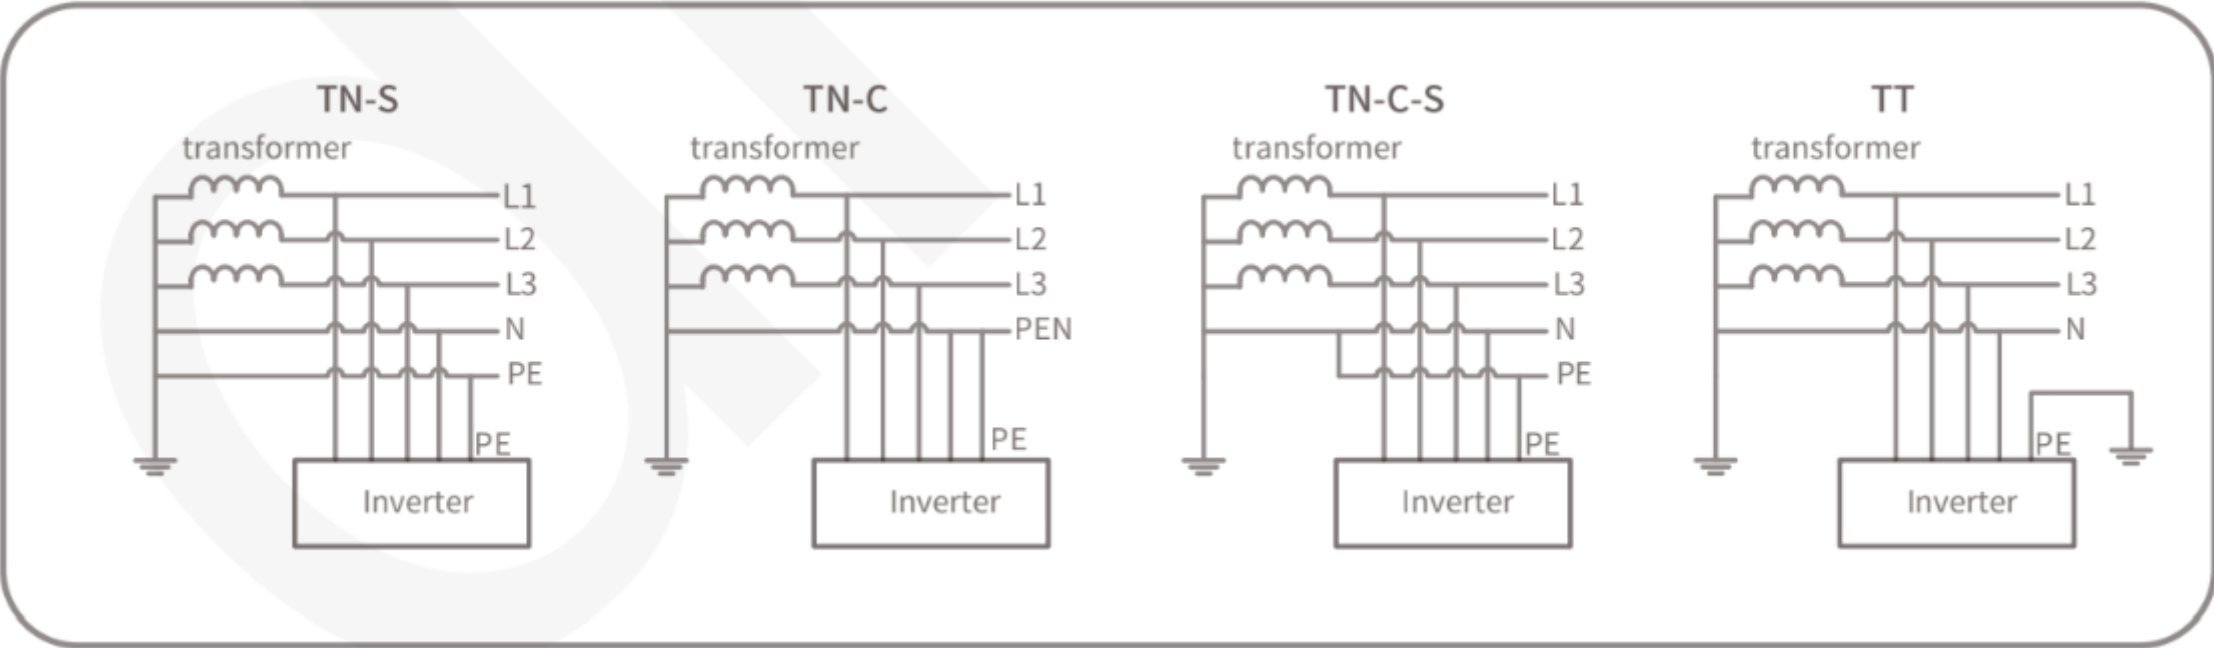 TN-S
transformer
L1
L2
L3
N
PE
PE
Inverter
TN-C
transformer
L1
L2
L3
PEN
PE
Inverter
TN-C-S
transformer
L1
L2
L3
N
PE
PE
Inverter
TT
transformer
L1
L2
L3
N
PE
Inverter